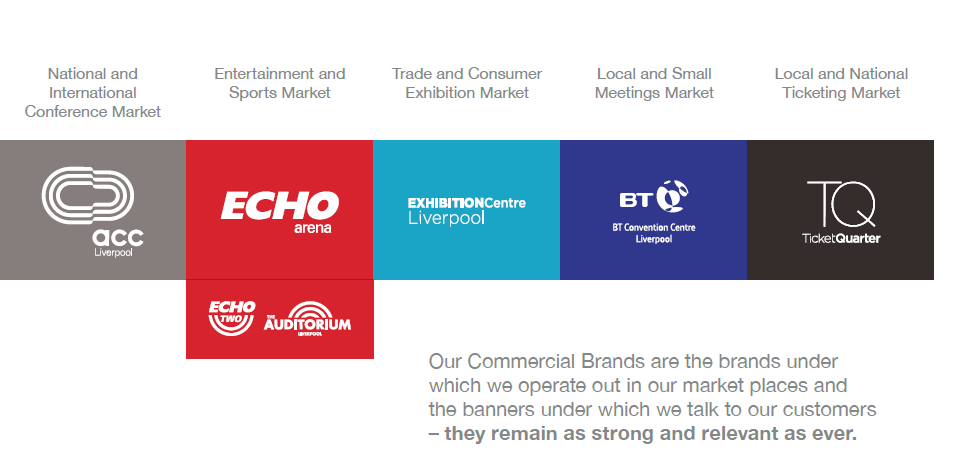 National and
International
Conference Market
Entertainment and
Sports Market
Trade and Consumer
Exhibition Market
Local and Small
Meetings Market
Local and National
Ticketing Market
acc
Liverpool
ECHO
arena
EXHIBITIONCentre
Liverpool
BT
BT Convention Centre
Liverpool
TQ
TicketQuarter
ECHO
TWO
THE
AUDITORIUM
LIVERPOOL
Our Commercial Brands are the brands under
which we operate out in our market places and
the banners under which we talk to our customers
– they remain as strong and relevant as ever.